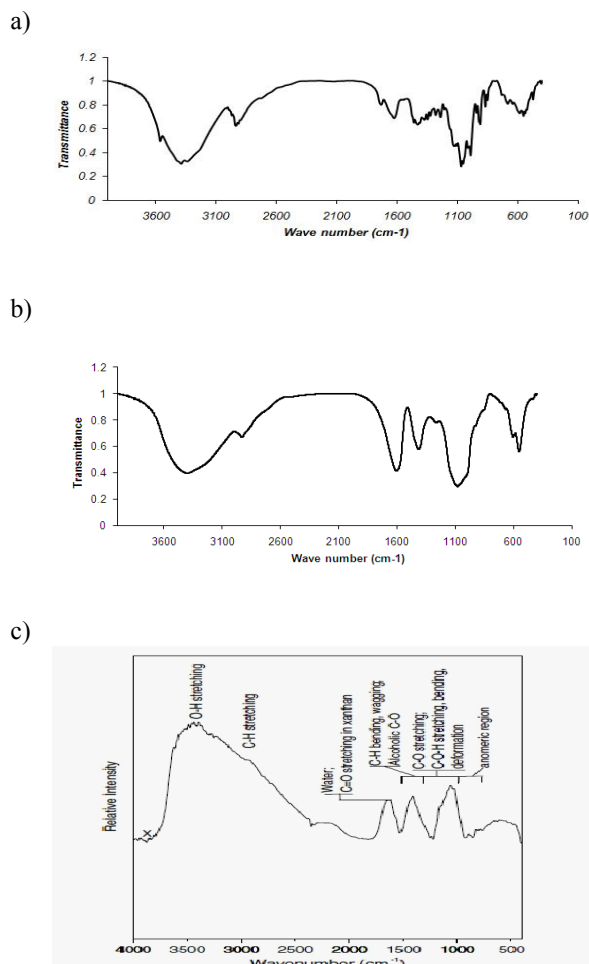 a)
1.2
1
0.8
0.6
0.4
0.2
0
Transmittance
3600 3100 2600 2100 1600 1100 600 100
Wave number (cm-1)
b)
1.2
1
0.8
0.6
0.4
0.2
0
Transmittance
3600 3100 2600 2100 1600 1100 600 100
Wave number (cm-1)
c)
Relative Intensity
×
O-H stretching
C-H stretching
Water;
C=O stretching in xanthan
C-H bending, wagging;
Alcoholic C-O
C-O stretching;
C-O-H stretching, bending,
deformation
anomeric region
4000 3500 3000 2500 2000 1500 1000 500
Wavenumber (cm⁻¹)